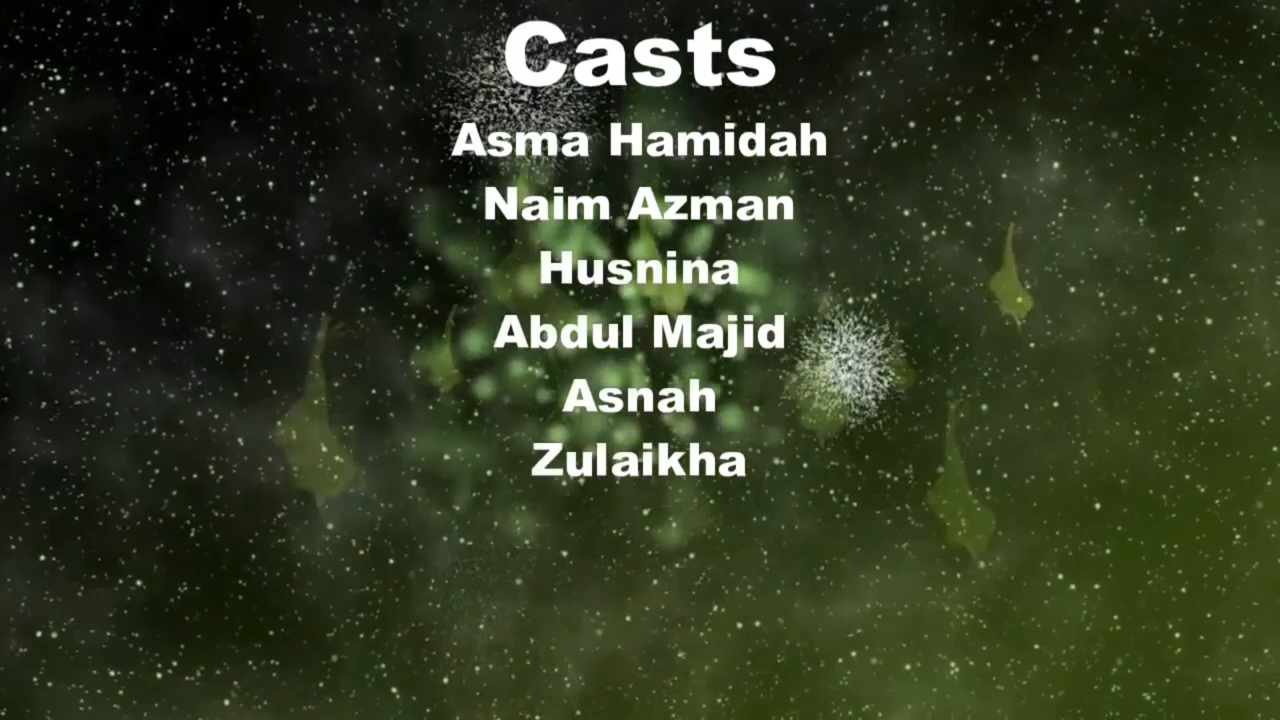 Casts
Asma Hamidah
Naim Azman
Husnina
Abdul Majid
Asnah
Zulaikha